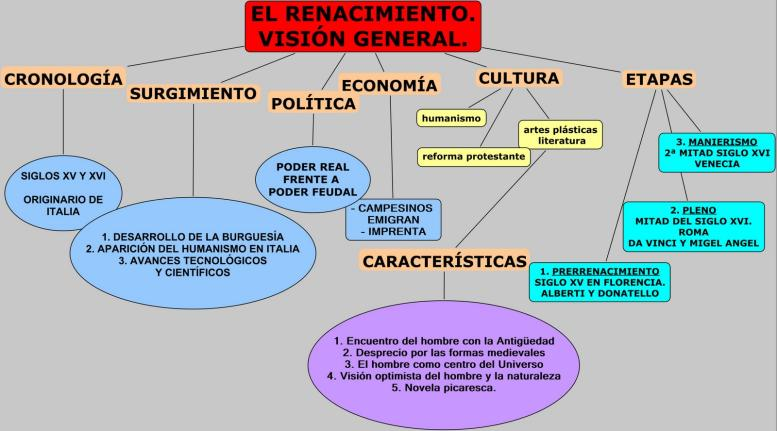 EL RENACIMIENTO.
VISIÓN GENERAL.
CRONOLOGÍA
SIGLOS XV Y XVI
ORIGINARIO DE
ITALIA
SURGIMIENTO
1. DESARROLLO DE LA BURGUESÍA
2. APARICIÓN DEL HUMANISMO EN ITALIA
3. AVANCES TECNOLÓGICOS
Y CIENTÍFICOS
POLÍTICA
PODER REAL
FRENTE A
PODER FEUDAL
ECONOMÍA
- CAMPESINOS
EMIGRAN
- IMPRENTA
CULTURA
humanismo
reforma protestante
artes plásticas
literatura
CARACTERÍSTICAS
1. Encuentro del hombre con la Antigüedad
2. Desprecio por las formas medievales
3. El hombre como centro del Universo
4. Visión optimista del hombre y la naturaleza
5. Novela picaresca.
ETAPAS
3. MANIERISMO
2ª MITAD SIGLO XVI
VENECIA
2. PLENO
MITAD DEL SIGLO XVI.
ROMA
DA VINCI Y MIGEL ANGEL
1. PRERRENACIMIENTO
SIGLO XV EN FLORENCIA.
ALBERTI Y DONATELLO